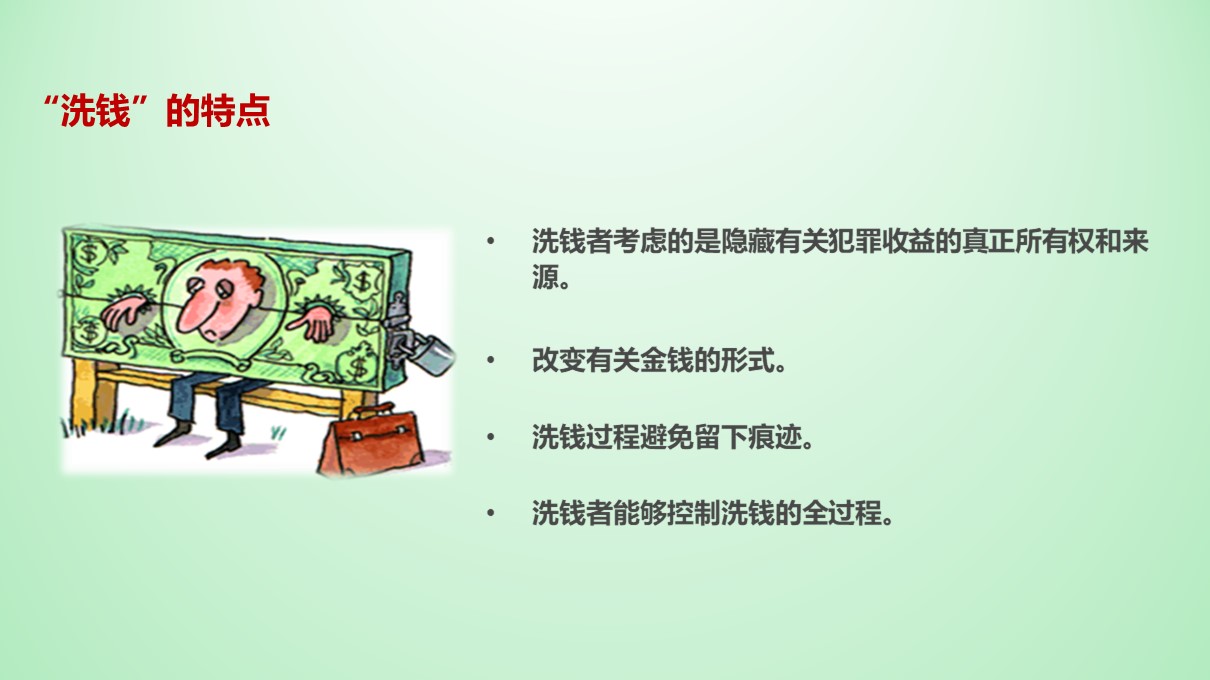 “洗钱”的特点
• 洗钱者考虑的是隐藏有关犯罪收益的真正所有权和来
源。
• 改变有关金钱的形式。
• 洗钱过程避免留下痕迹。
• 洗钱者能够控制洗钱的全过程。
$
$
$
$